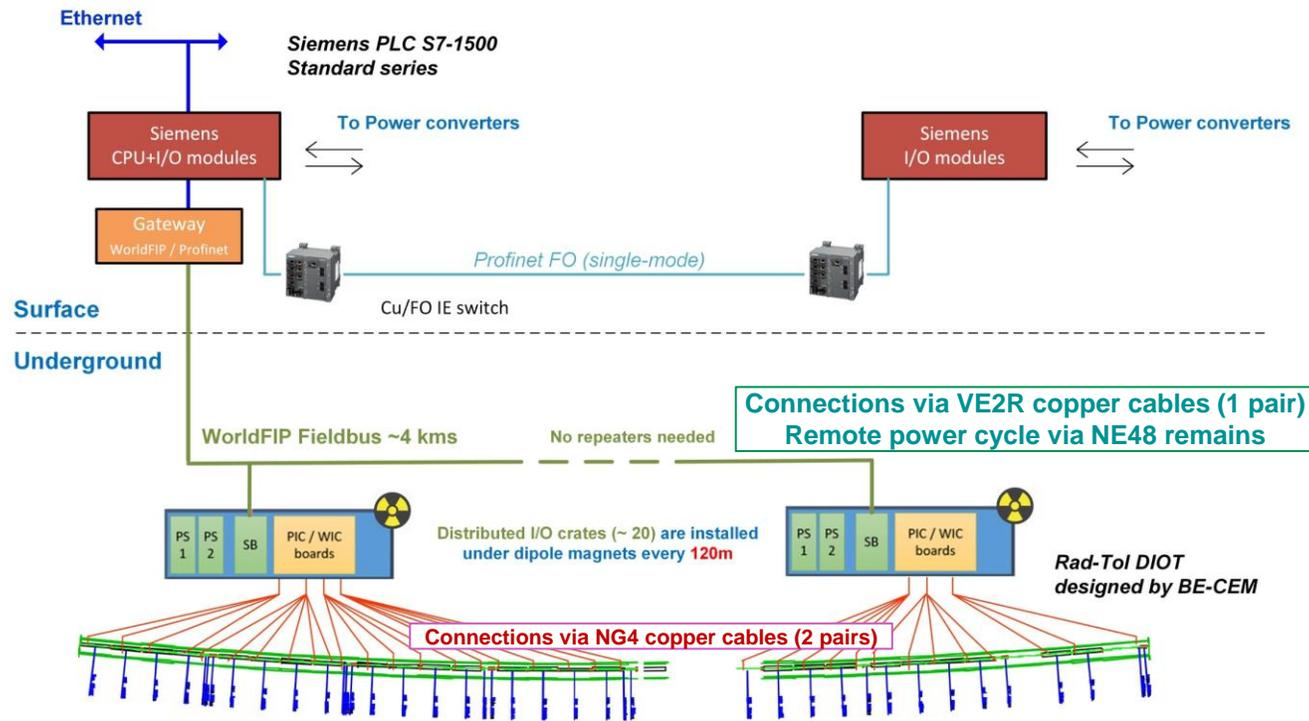 Ethernet
Siemens PLC S7-1500
Standard series
Siemens
CPU+I/O modules
To Power converters
Siemens
I/O modules
To Power converters
Gateway
WorldFIP / Profinet
Profinet FO (single-mode)
Cu/FO IE switch
Surface
Underground
Connections via VE2R copper cables (1 pair)
Remote power cycle via NE48 remains
WorldFIP Fieldbus ~4 kms
No repeaters needed
PS
1
PS
2
SB
PIC / WIC
boards
Distributed I/O crates (~ 20) are installed
under dipole magnets every 120m
PS
1
PS
2
SB
PIC / WIC
boards
Rad-Tol DIOT
designed by BE-CEM
Connections via NG4 copper cables (2 pairs)